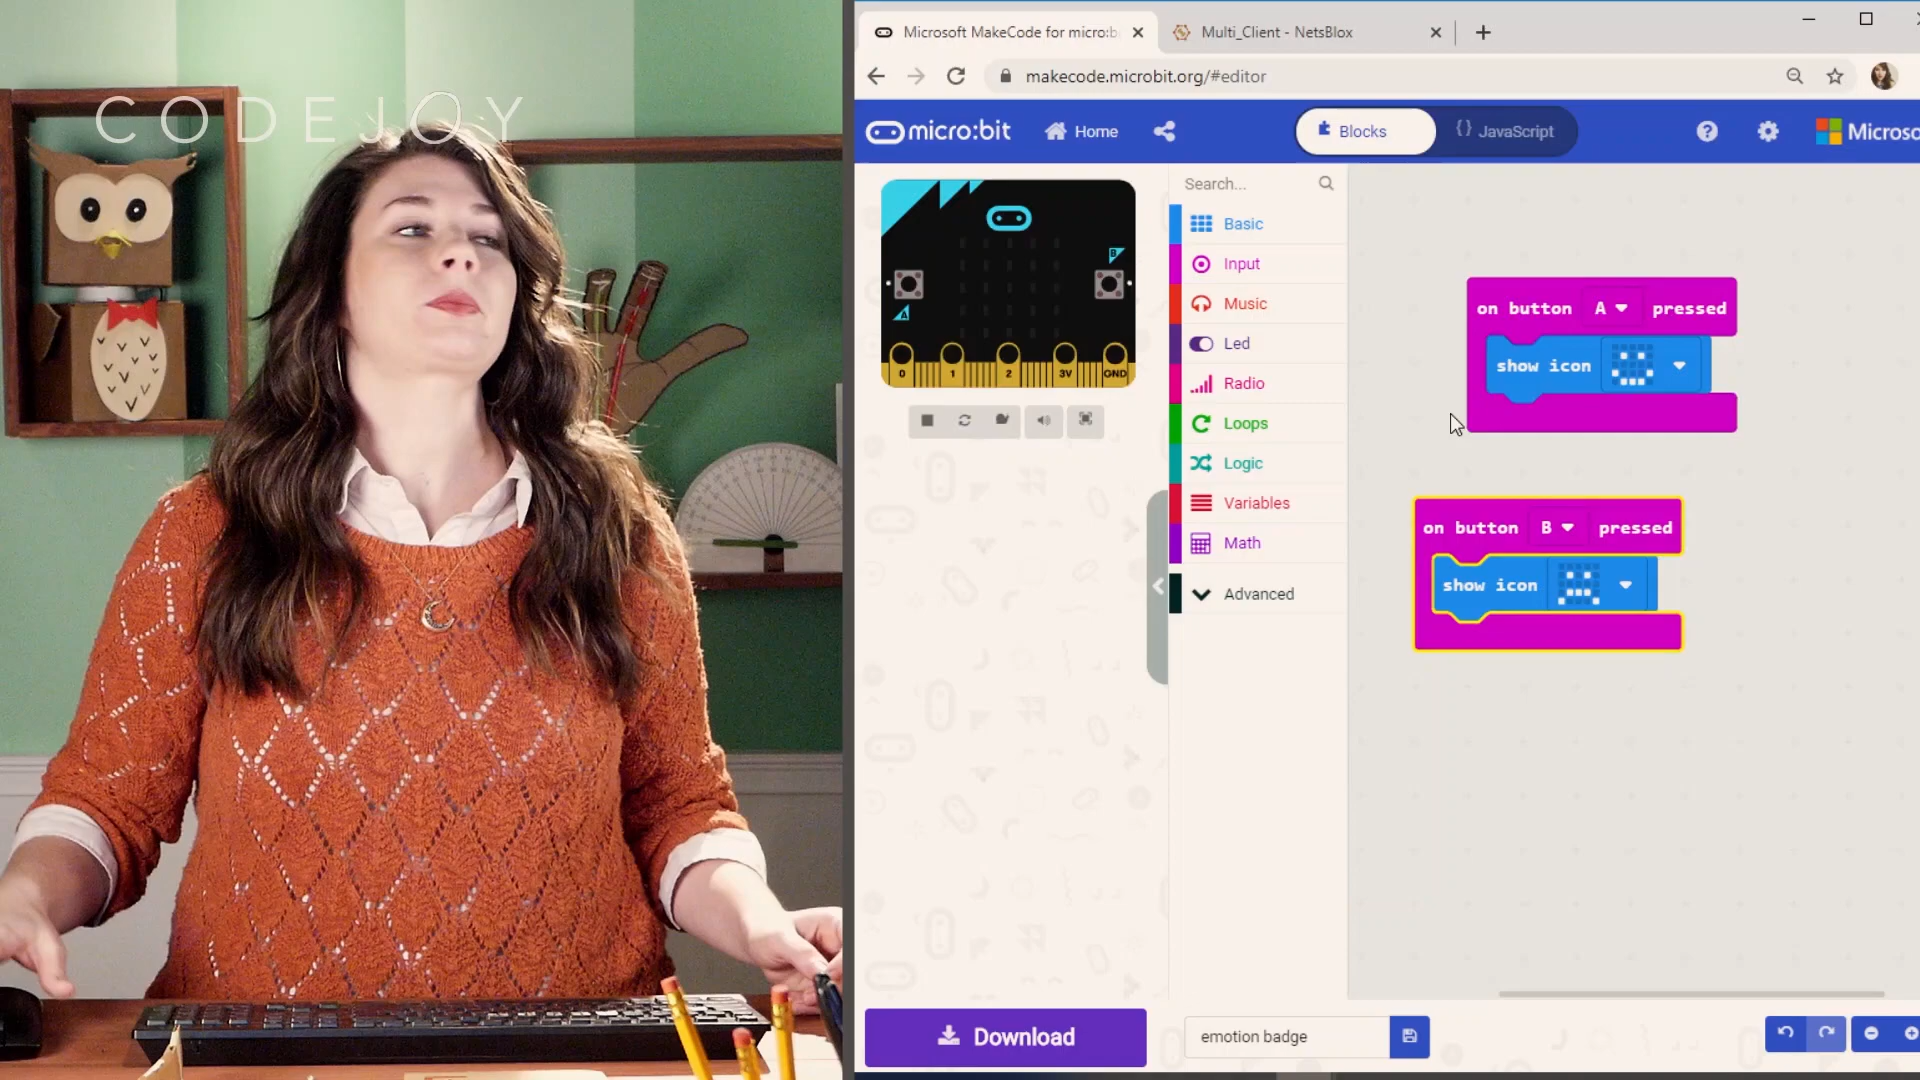 CODEJOY
Microsoft MakeCode for micro:b
Multi_Client - NetsBlox
makecode.microbit.org/#editor
micro:bit
Home
Blocks
{} JavaScript
Microso
Search...
Basic
Input
Music
Led
Radio
Loops
Logic
Variables
Math
Advanced
A
B
0 1 2 3V GND
on button A pressed
show icon
on button B pressed
show icon
Download
emotion badge